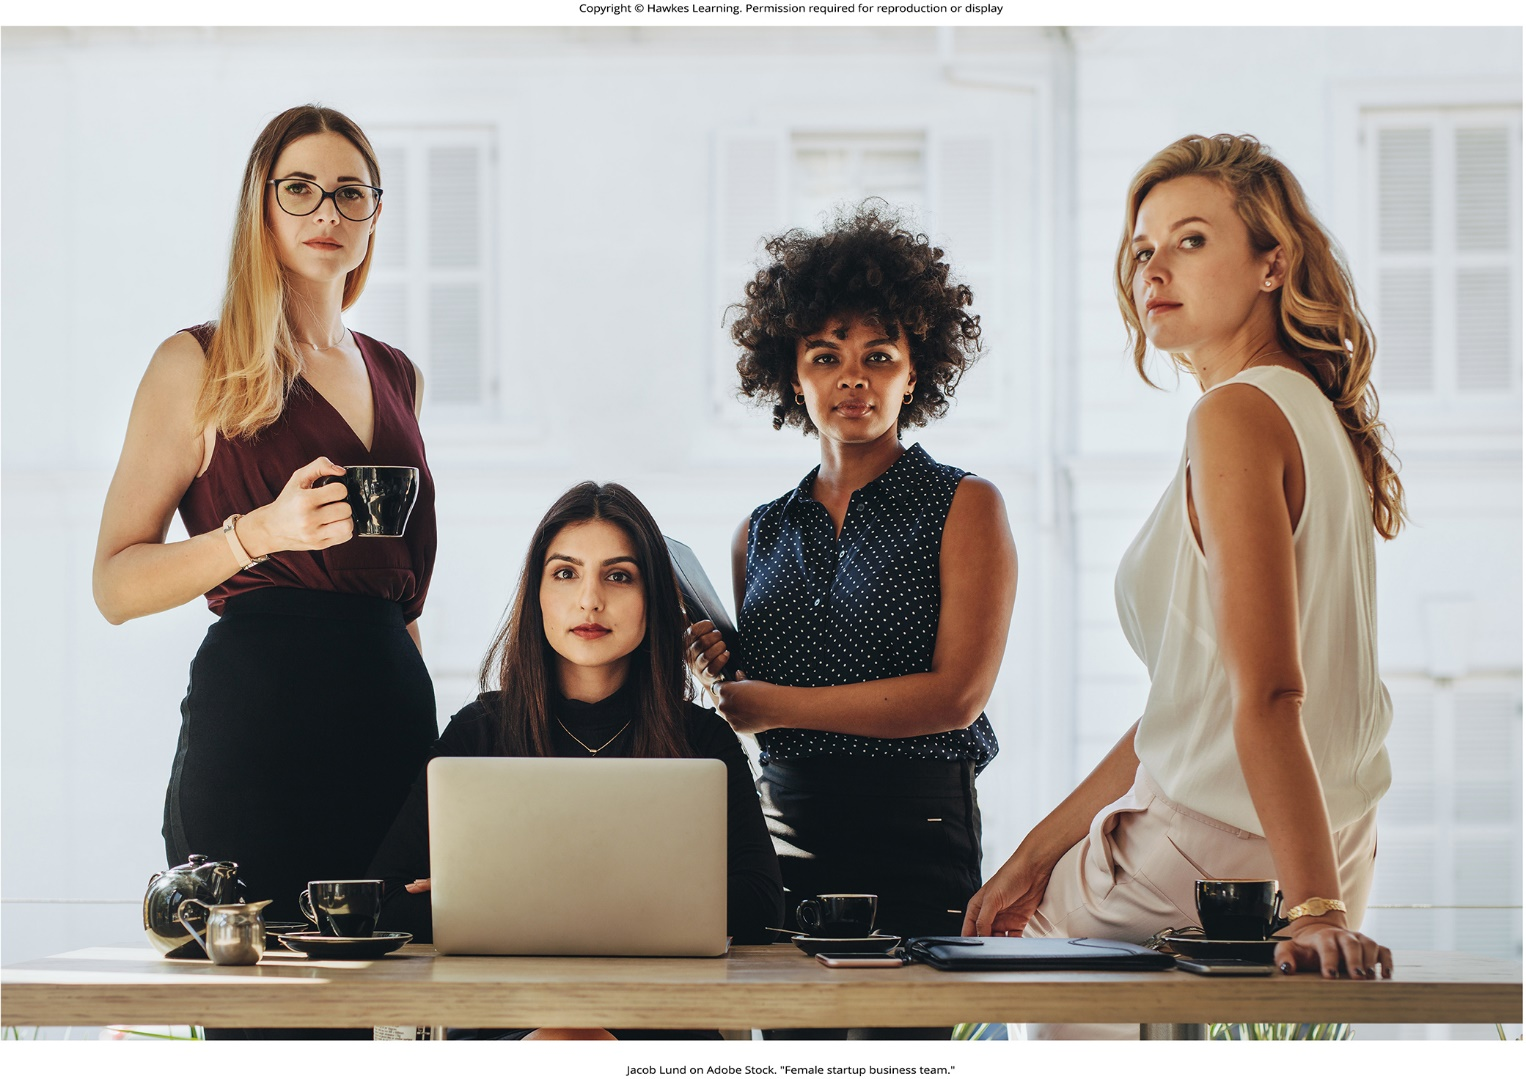 Copyright © Hawkes Learning. Permission required for reproduction or display
Jacob Lund on Adobe Stock. "Female startup business team."